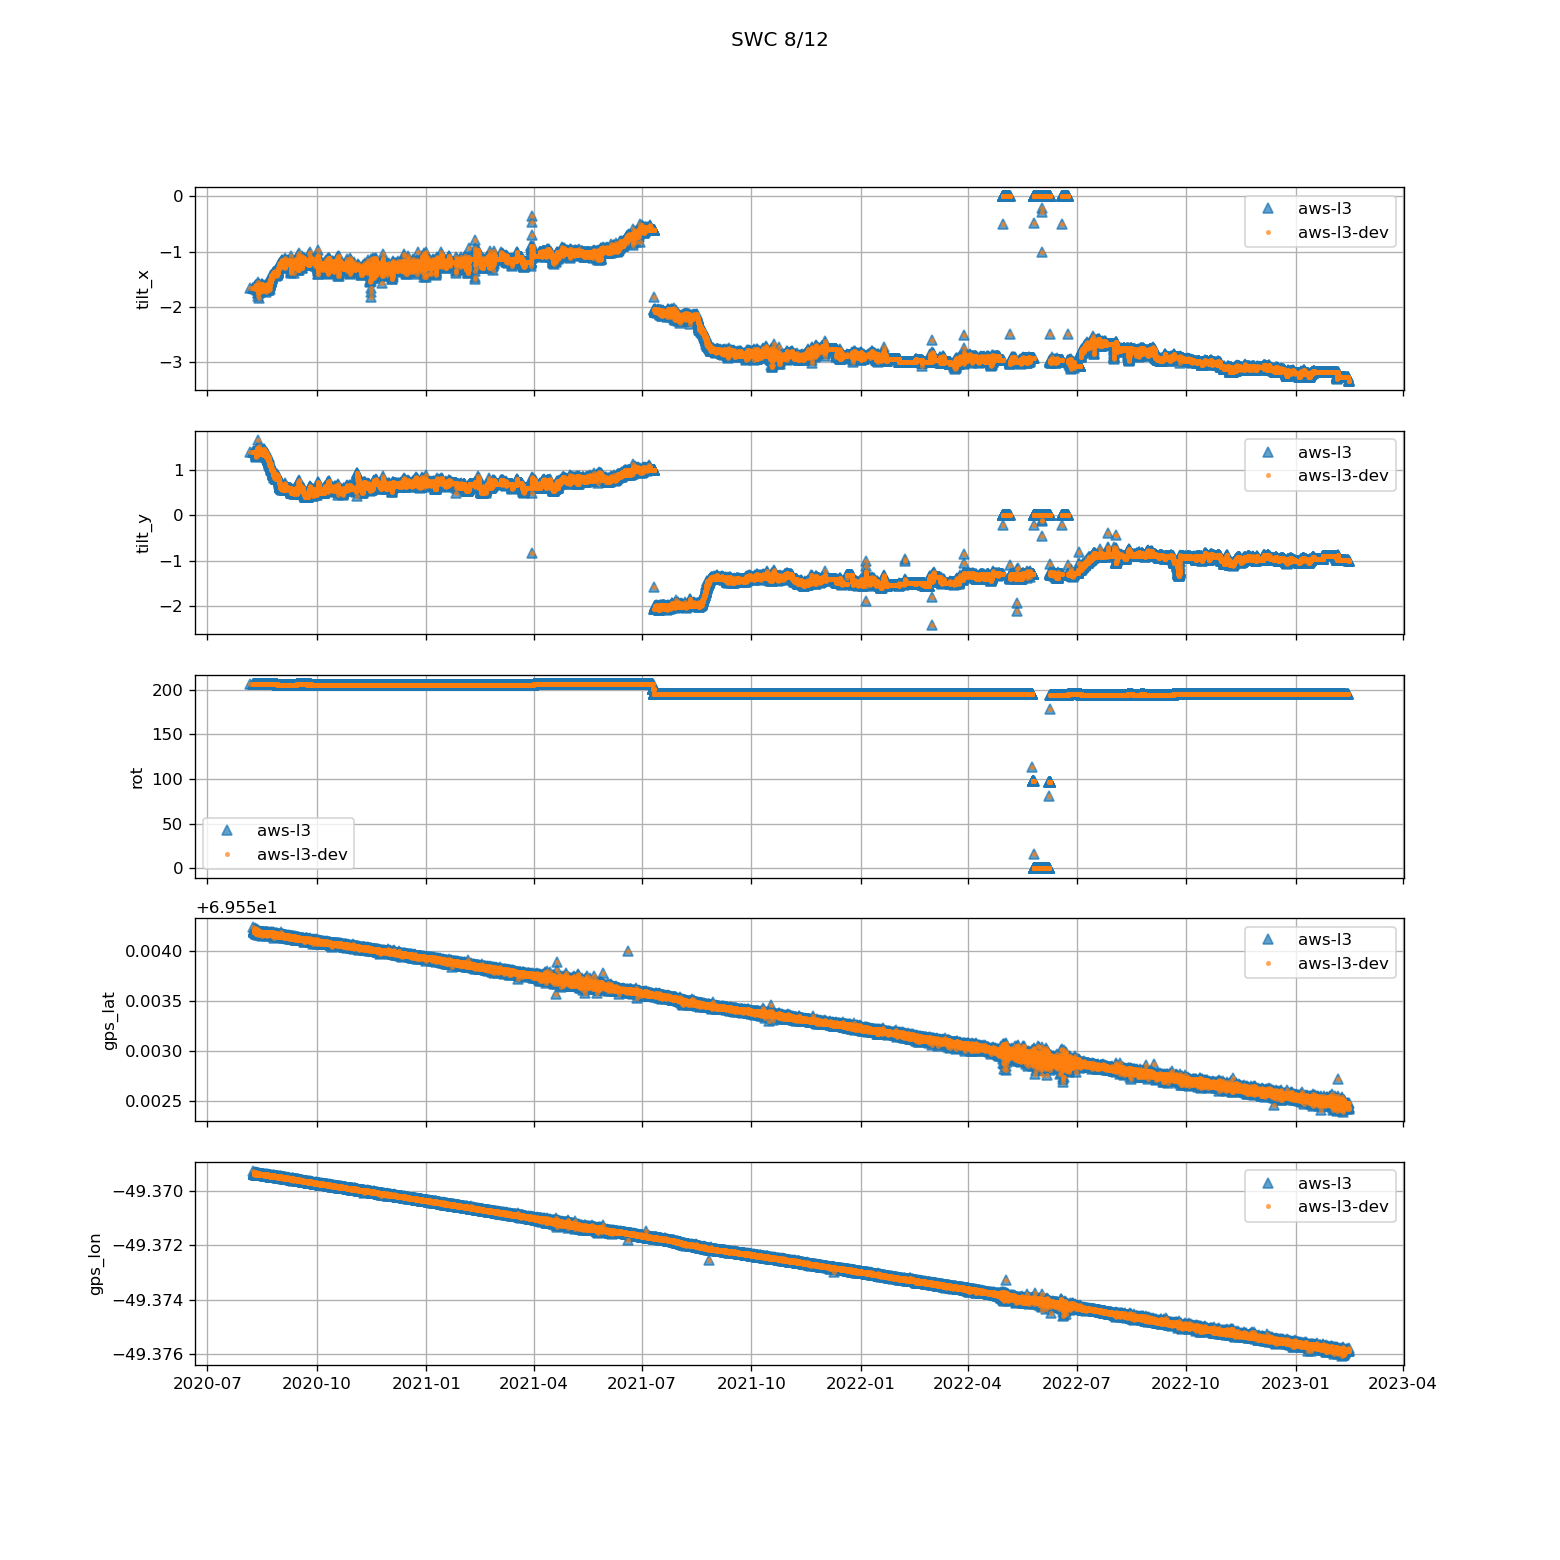 SWC 8/12
0
−1
−2
−3
tilt_x
aws-l3
aws-l3-dev
1
0
−1
−2
tilt_y
aws-l3
aws-l3-dev
200
150
100
50
0
rot
aws-l3
aws-l3-dev
+6.955e1
0.0040
0.0035
0.0030
0.0025
gps_lat
aws-l3
aws-l3-dev
−49.370
−49.372
−49.374
−49.376
gps_lon
aws-l3
aws-l3-dev
2020-07 2020-10 2021-01 2021-04 2021-07 2021-10 2022-01 2022-04 2022-07 2022-10 2023-01 2023-04